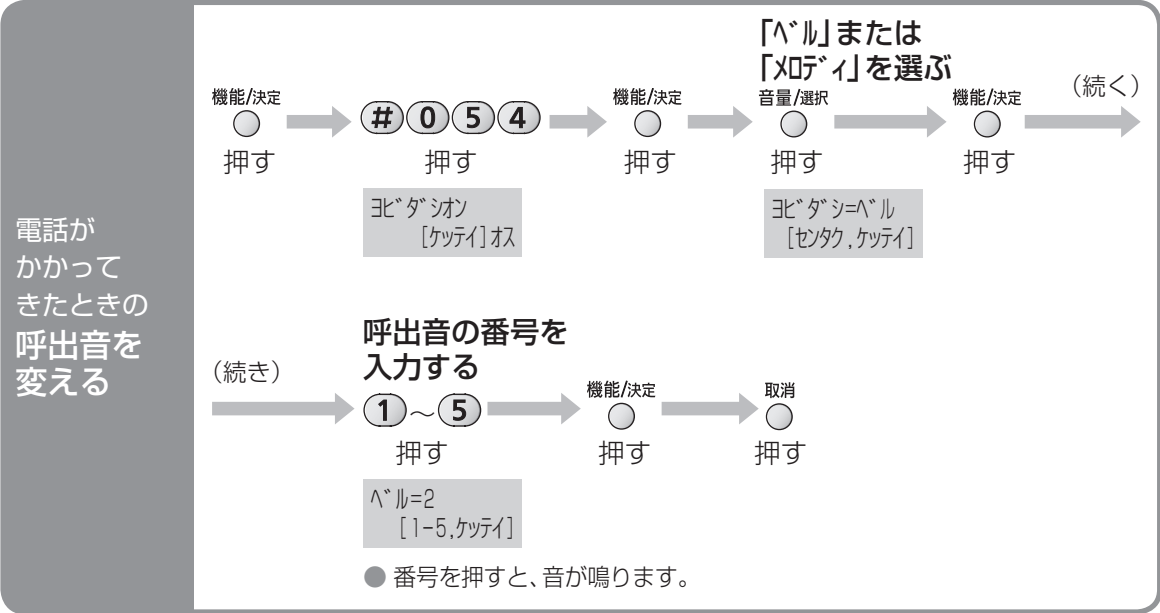 電話が
かかって
きたときの
呼出音を
変える
「ﾍﾞﾙ」または
「ﾒﾛﾃﾞｨ」を選ぶ
機能/決定
押す
# 0 5 4
押す
ﾖﾋﾞﾀﾞｼｵﾝ
[ｹｯﾃｲ]ｵｽ
機能/決定
押す
音量/選択
押す
ﾖﾋﾞﾀﾞｼ=ﾍﾞﾙ
[ｾﾝﾀｸ,ｹｯﾃｲ]
機能/決定
押す
(続く)
(続き)
呼出音の番号を
入力する
1～5
押す
ﾍﾞﾙ=2
[1-5,ｹｯﾃｲ]
機能/決定
押す
取消
押す
● 番号を押すと、音が鳴ります。